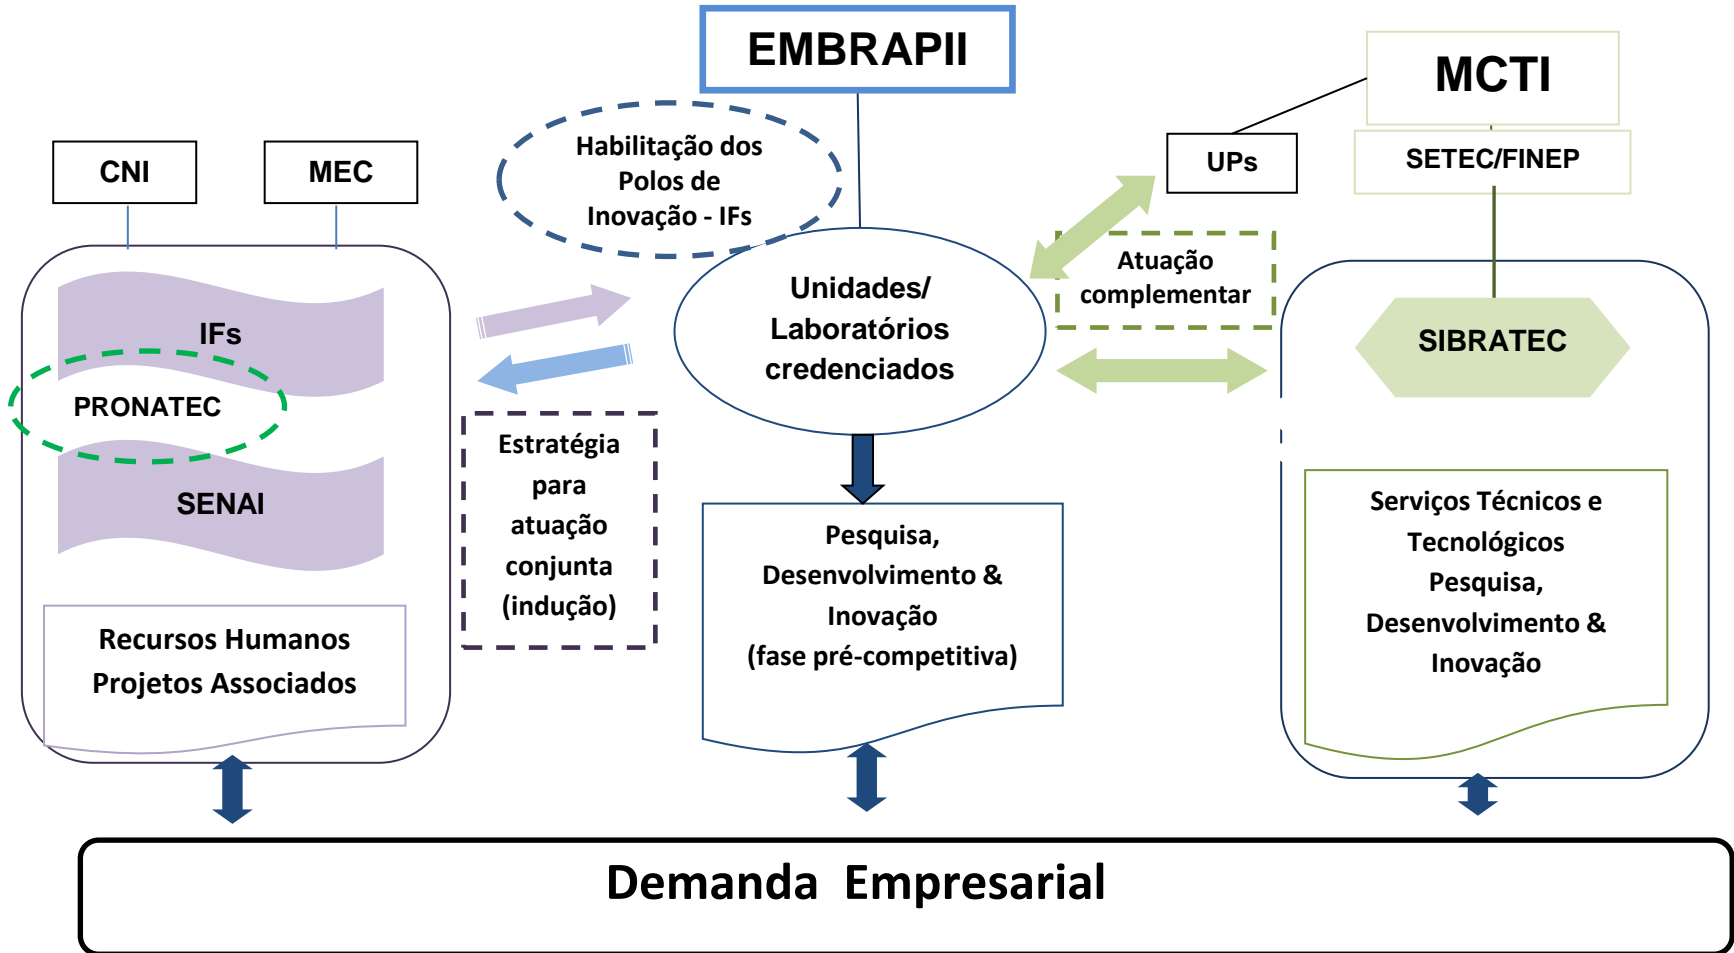 EMBRAPII
MCTI
CNI
MEC
Habilitação dos
Polos de
Inovação - IFs
UPs
SETEC/FINEP
IFs
PRONATEC
SENAI
Recursos Humanos
Projetos Associados
Estratégia
para
atuação
conjunta
(indução)
Unidades/
Laboratórios
credenciados
Pesquisa,
Desenvolvimento &
Inovação
(fase pré-competitiva)
Atuação
complementar
SIBRATEC
Serviços Técnicos e
Tecnológicos
Pesquisa,
Desenvolvimento &
Inovação
Demanda Empresarial